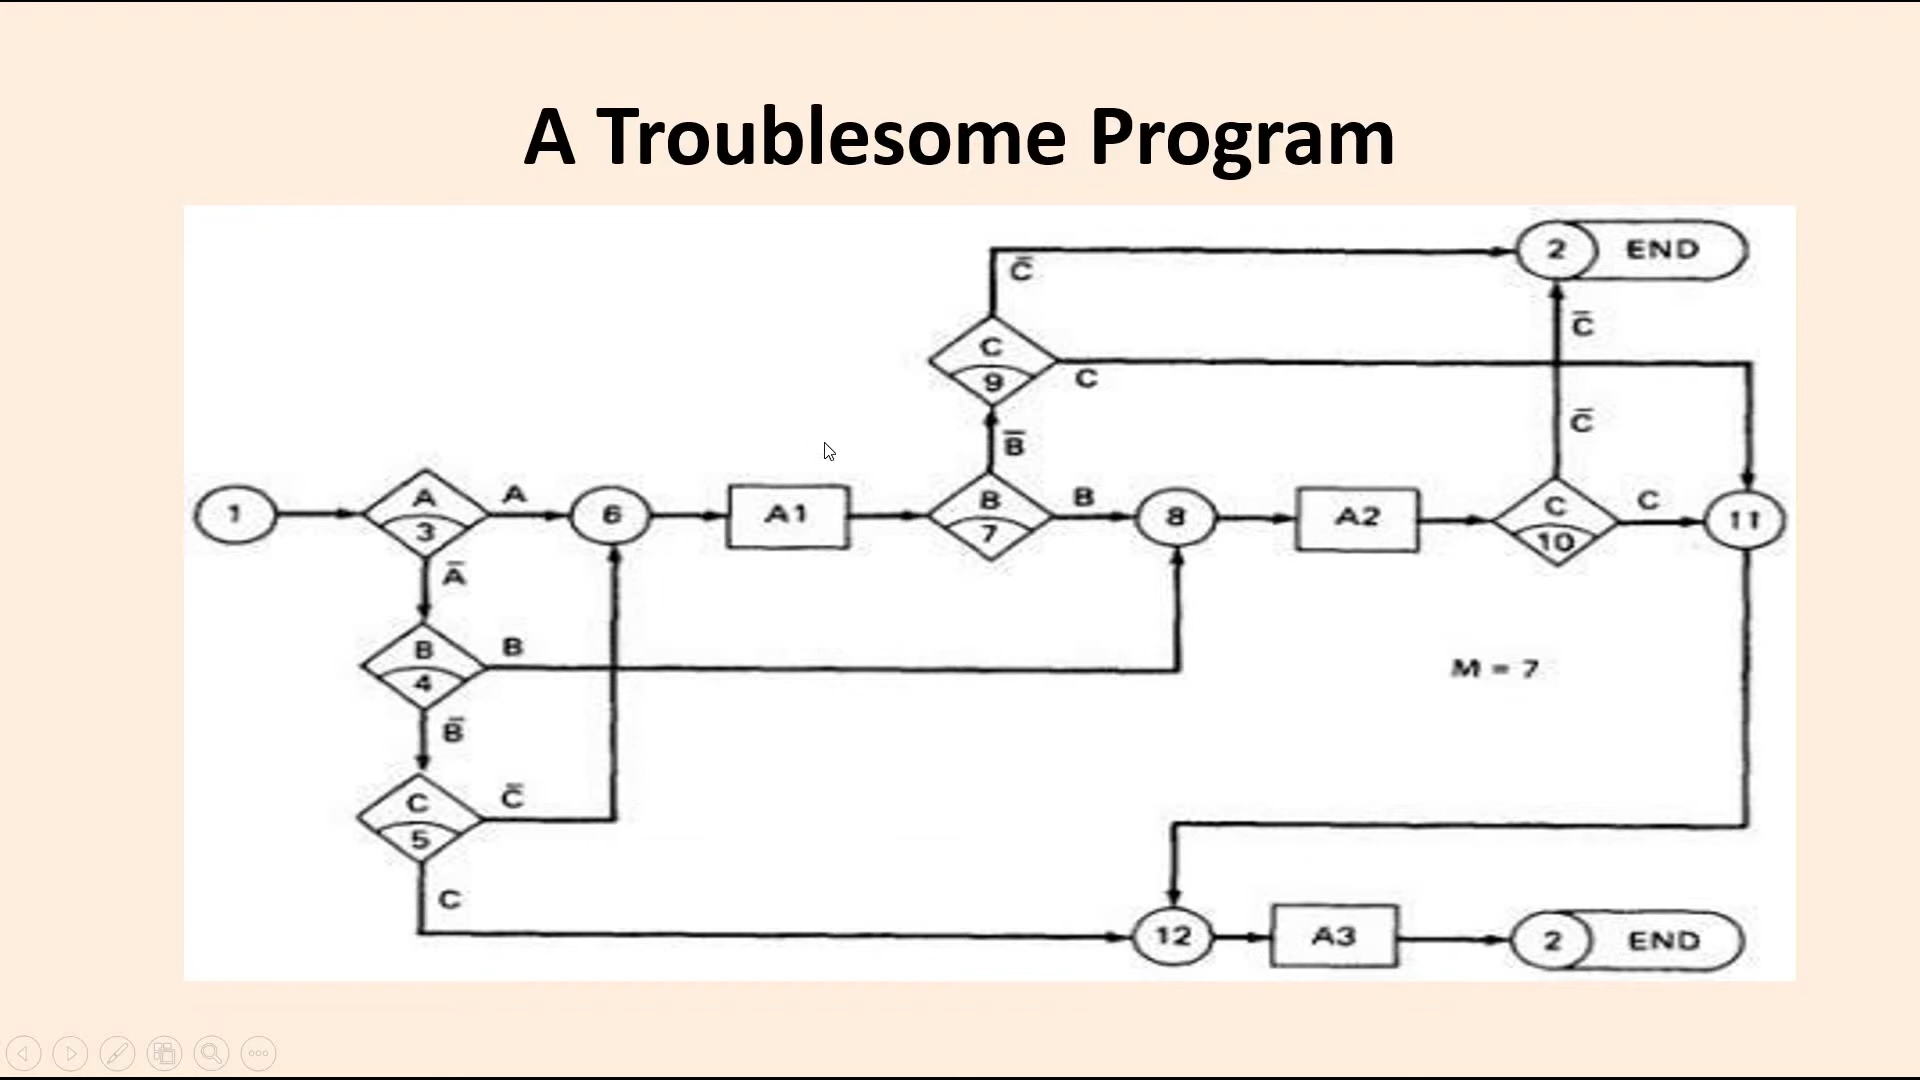 A Troublesome Program
2 END
C̅
C̅
C
9
C
C̅
B̅
1
A
3
A
6
A1
B
7
B
8
A2
C
10
C
11
A̅
B
4
B
M = 7
B̅
C
5
C̅
C
12
A3
2 END